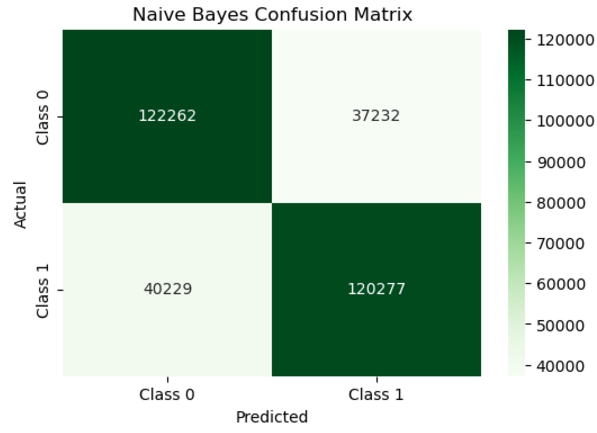 Naive Bayes Confusion Matrix
Actual
Class 0
122262
37232
Class 1
40229
120277
Class 0
Class 1
Predicted
120000
110000
100000
90000
80000
70000
60000
50000
40000